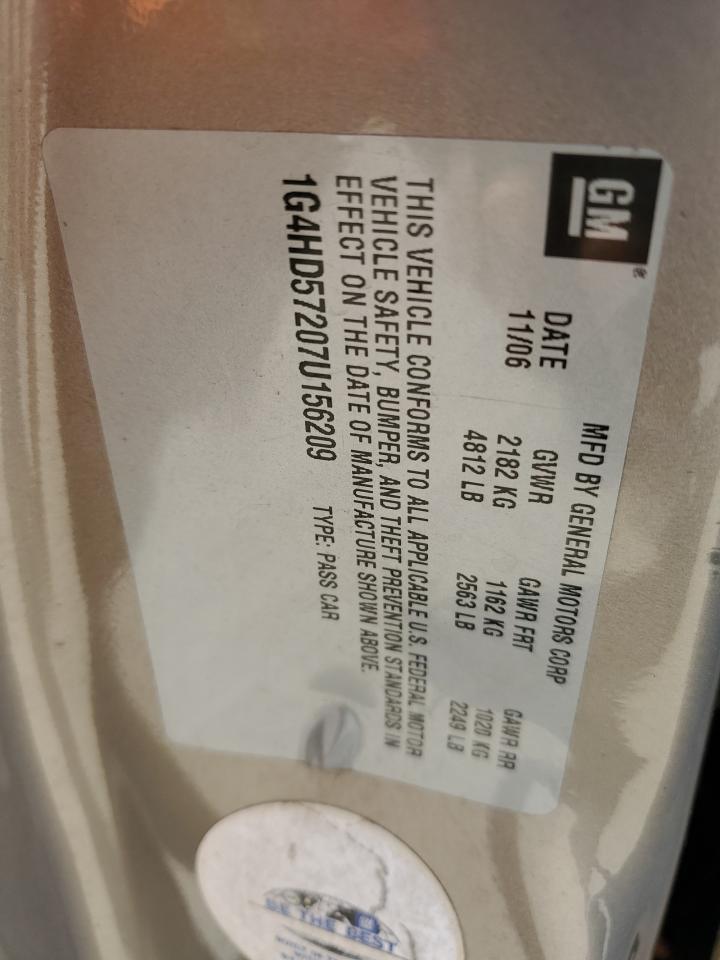 GM
®
MFD BY GENERAL MOTORS CORP
DATE GVWR GAWR FRT GAWR RR
11/06 2182 KG 1162 KG 1020 KG
4812 LB 2563 LB 2249 LB
THIS VEHICLE CONFORMS TO ALL APPLICABLE U.S. FEDERAL MOTOR
VEHICLE SAFETY, BUMPER, AND THEFT PREVENTION STANDARDS IN
EFFECT ON THE DATE OF MANUFACTURE SHOWN ABOVE.
1G4HD57207U156209 TYPE: PASS CAR
BE THE BEST